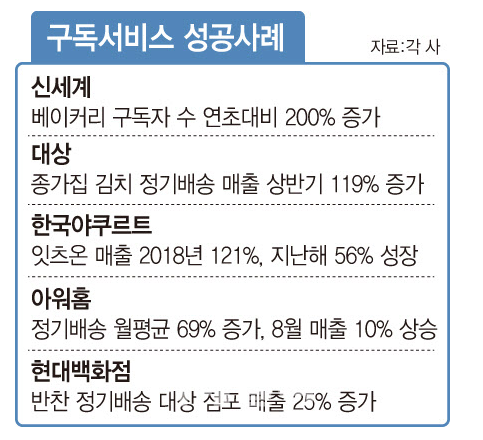 구독서비스 성공사례
자료:각 사
신세계
베이커리 구독자 수 연초대비 200% 증가
대상
종가집 김치 정기배송 매출 상반기 119% 증가
한국야쿠르트
잇츠온 매출 2018년 121%, 지난해 56% 성장
아워홈
정기배송 월평균 69% 증가, 8월 매출 10% 상승
현대백화점
반찬 정기배송 대상 점포 매출 25% 증가